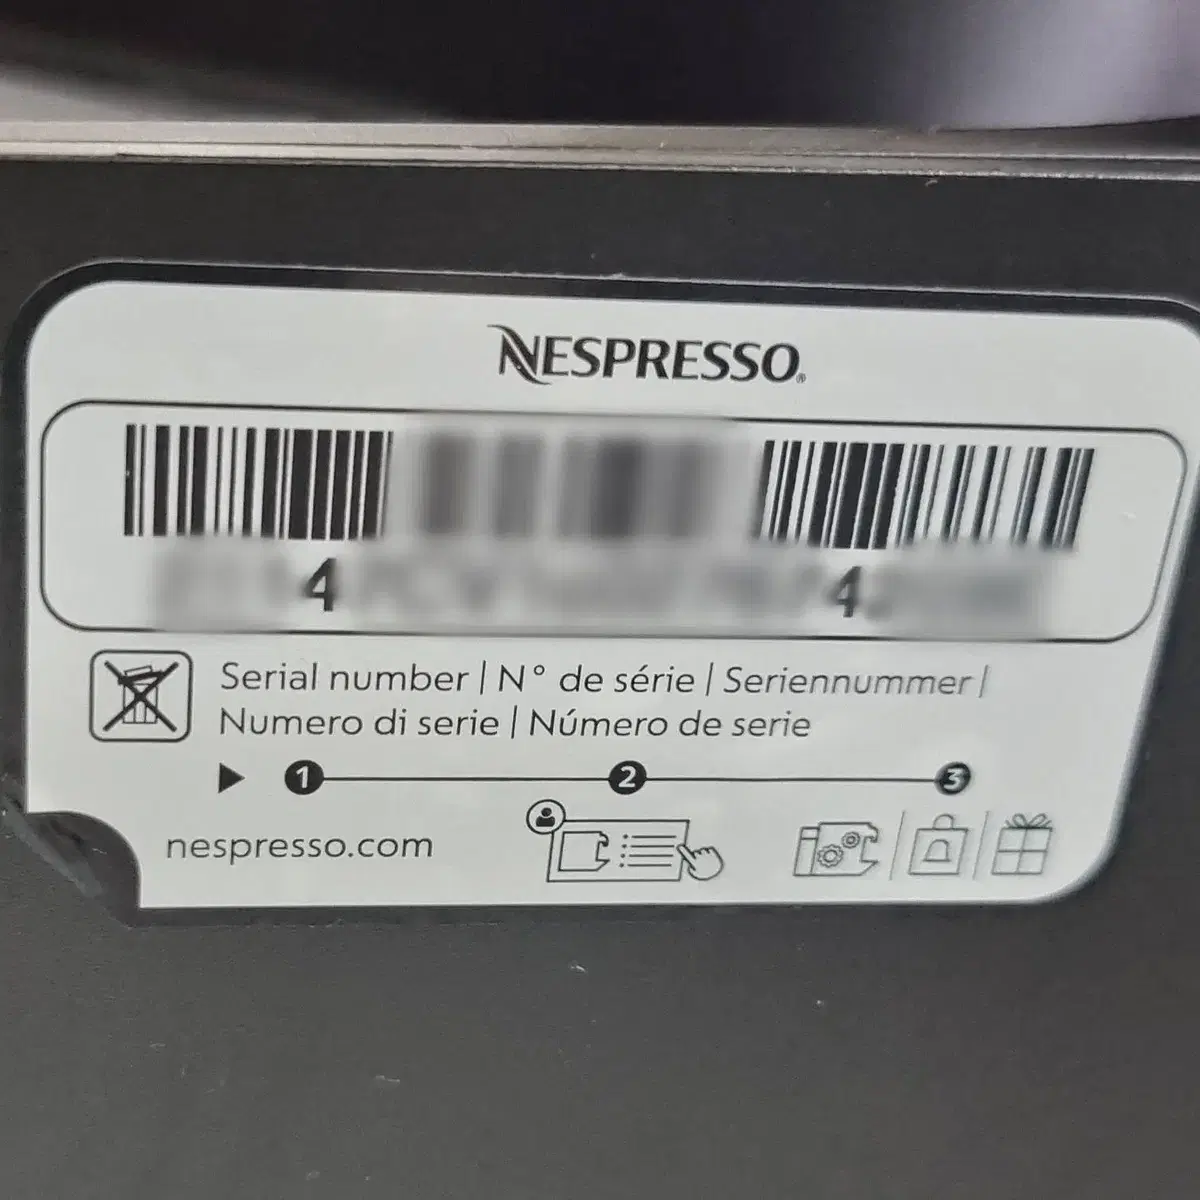 NESPRESSO®
4 4
Serial number | N° de série | Seriennummer |
Numero di serie | Número de serie
1 2 3
nespresso.com